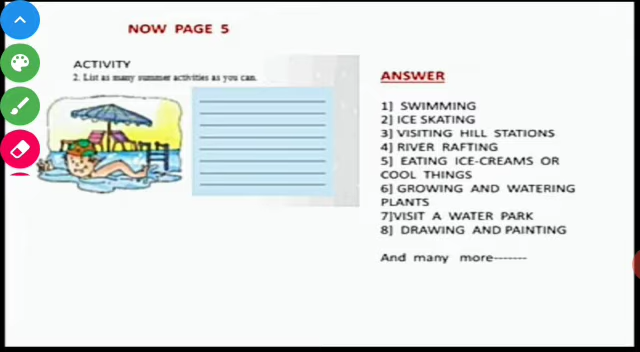 NOW PAGE 5
ACTIVITY
2. List as many summer activities as you can.
ANSWER
1] SWIMMING
2] ICE SKATING
3] VISITING HILL STATIONS
4] RIVER RAFTING
5] EATING ICE-CREAMS OR
COOL THINGS
6] GROWING AND WATERING
PLANTS
7]VISIT A WATER PARK
8] DRAWING AND PAINTING
And many more-------